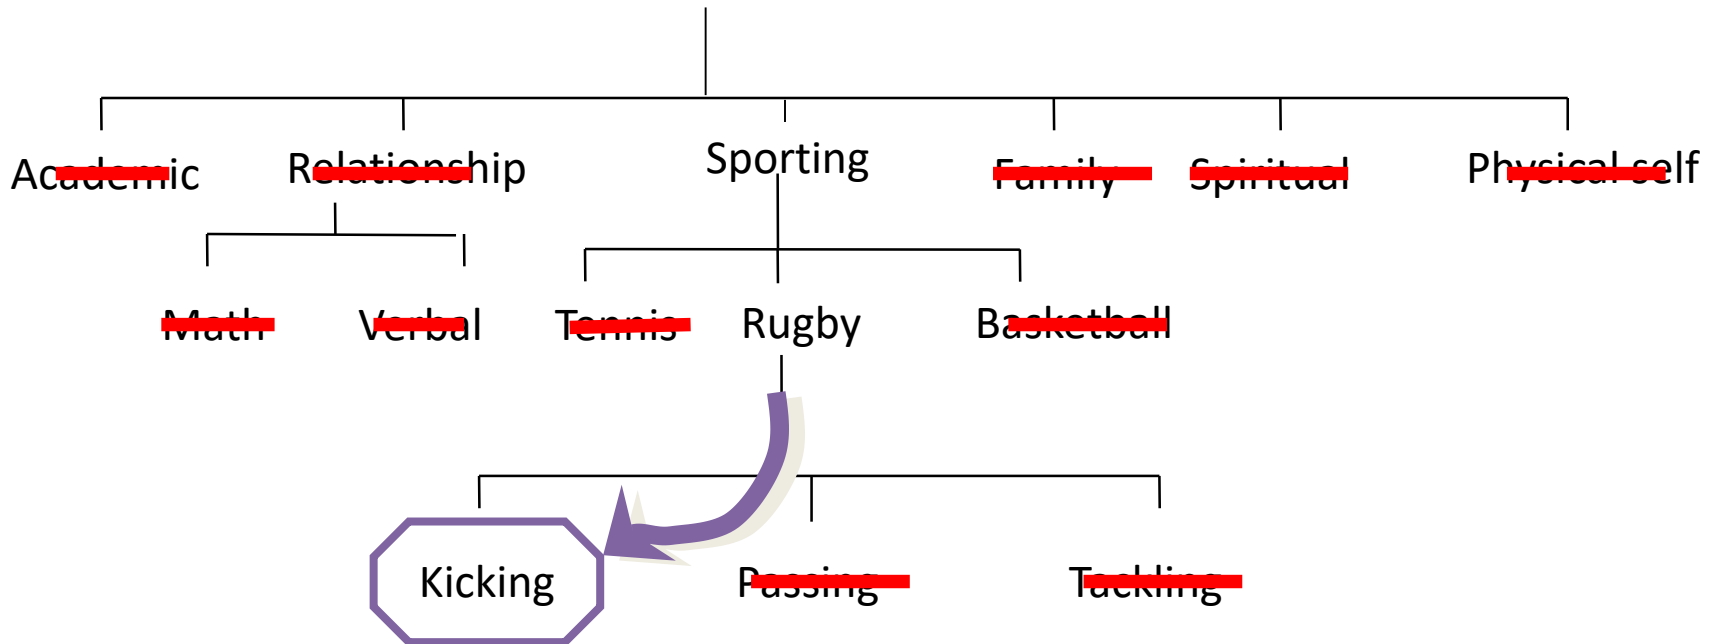 Academic Relationship Sporting Family Spiritual Physical self
Math Verbal Tennis Rugby Basketball
Kicking Passing Tackling